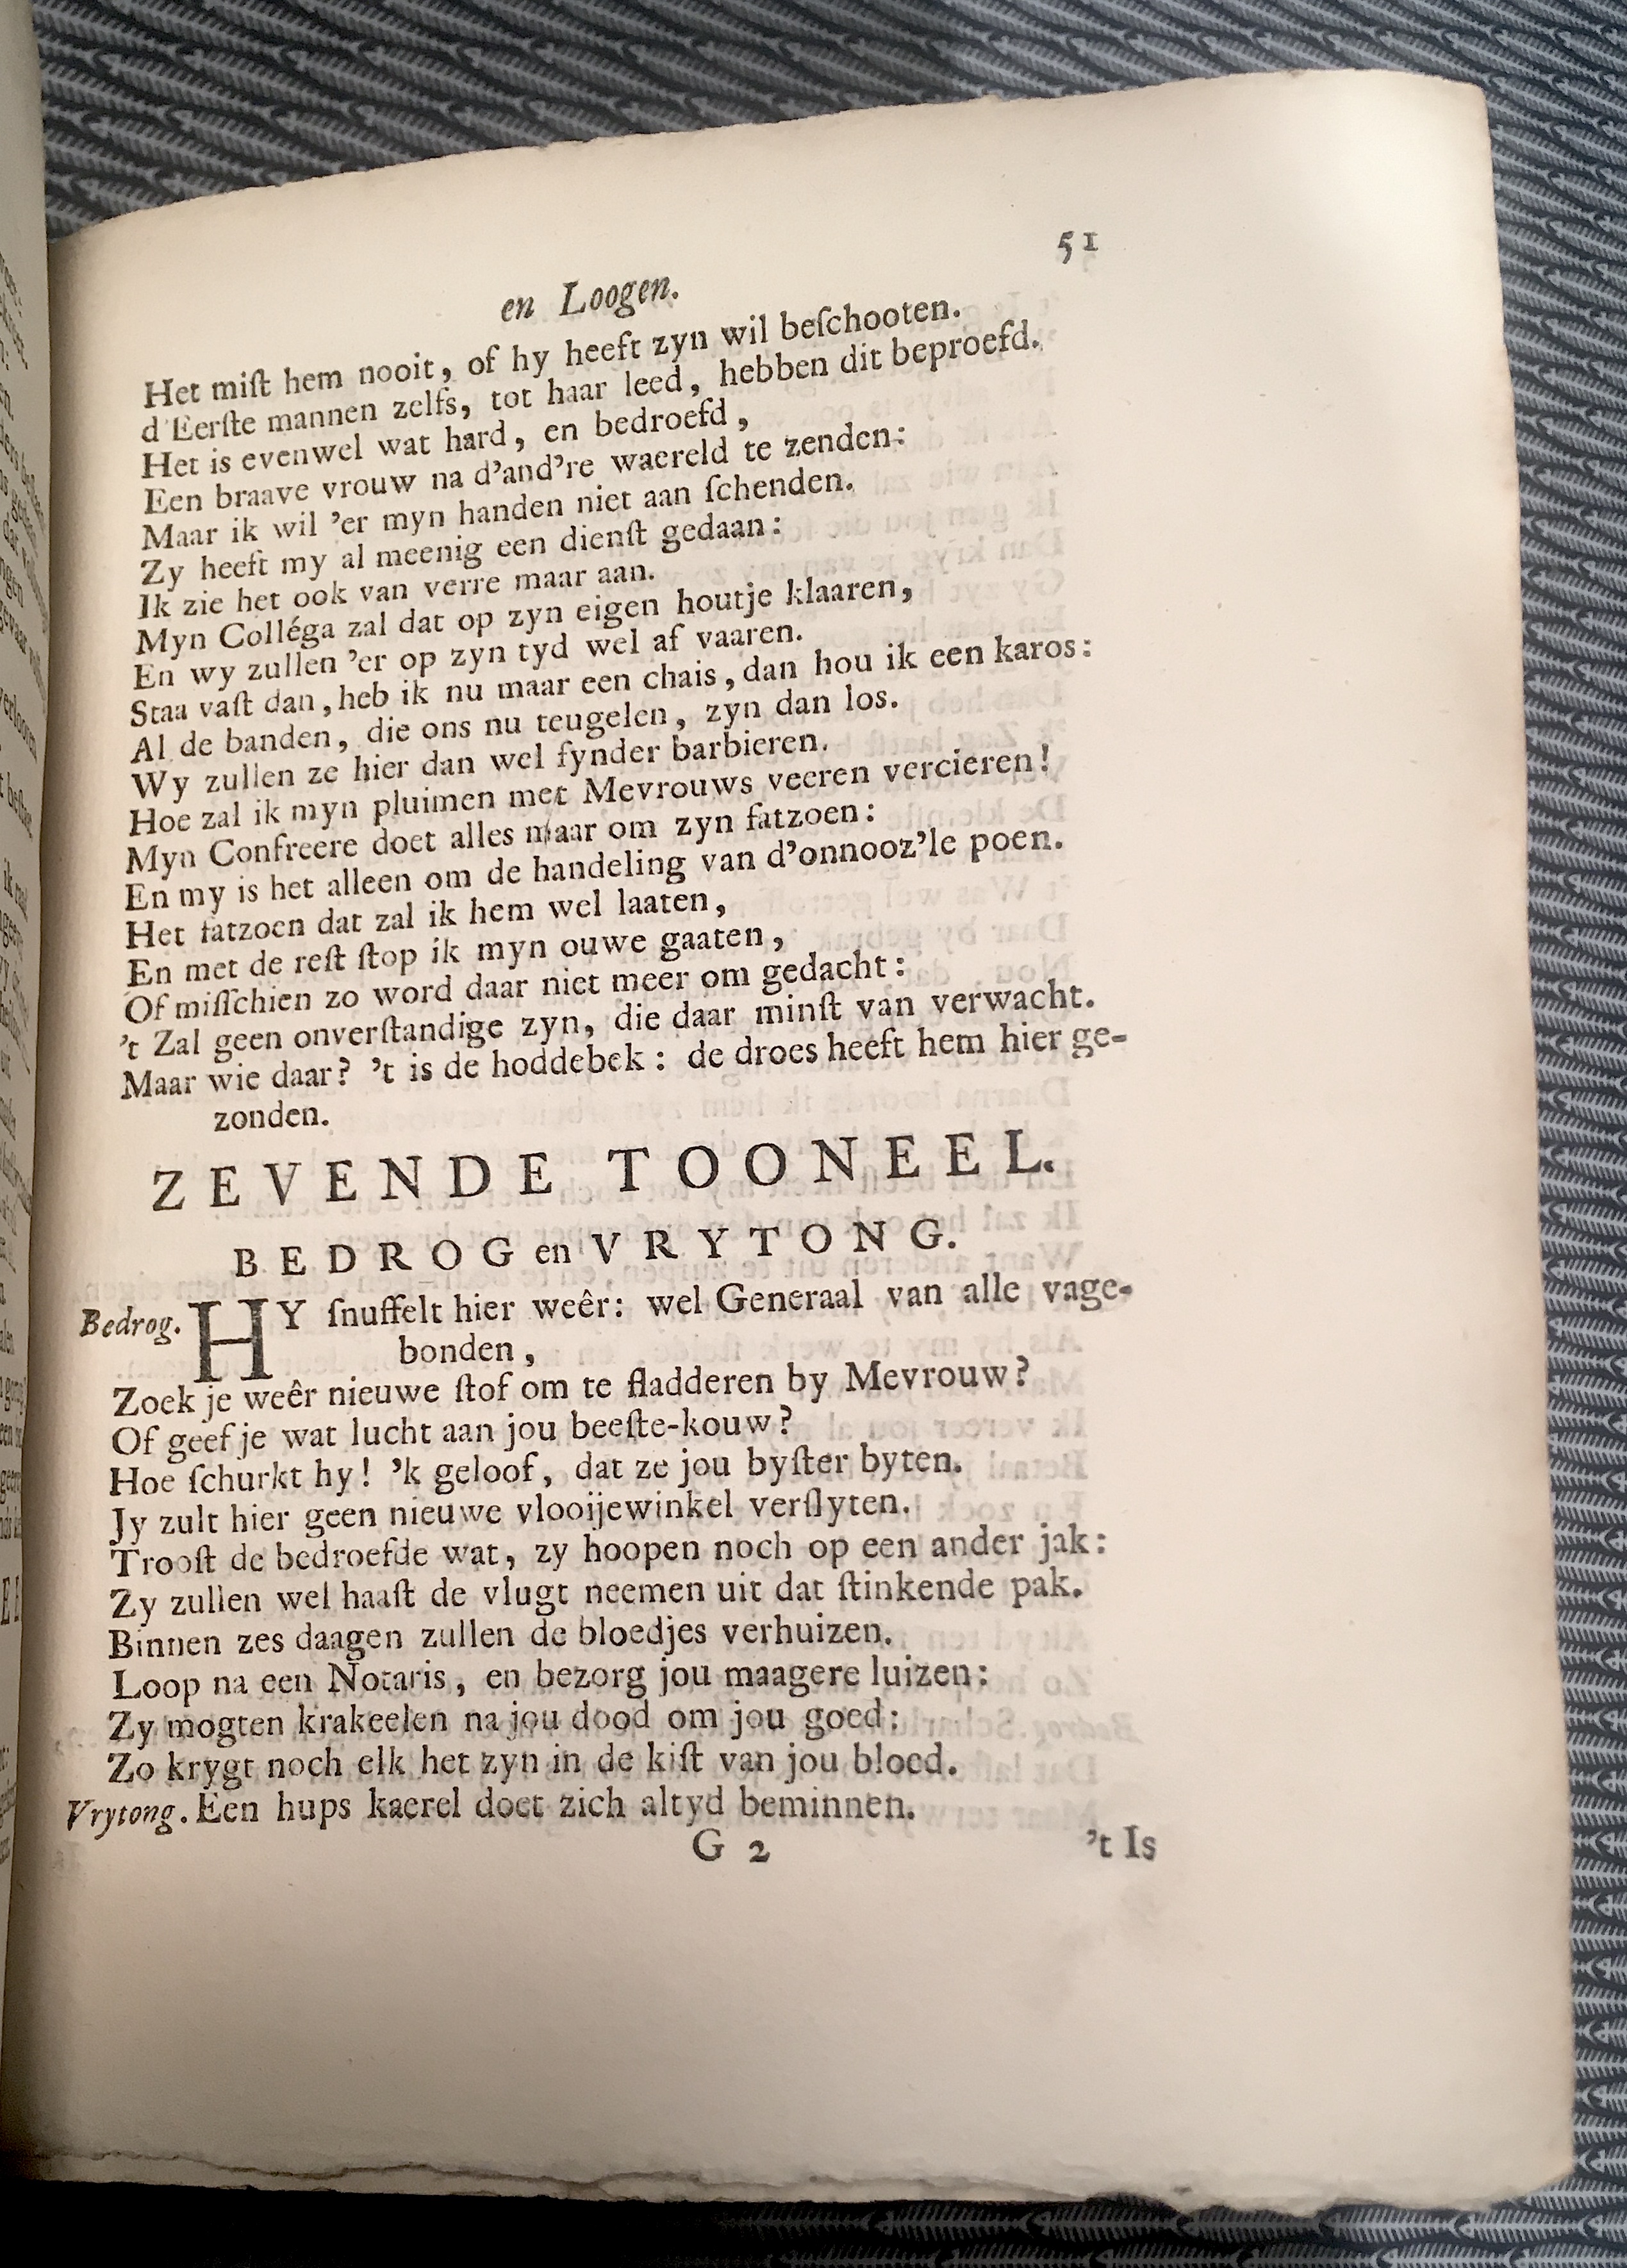 51
en Loogen.
Het miſt hem nooit, of hy heeft zyn wil beſchooten.
d'Eerſte mannen zelfs, tot haar leed, hebben dit beproefd.
Het is evenwel wat hard, en bedroefd,
Een braave vrouw na d'and're waereld te zenden:
Maar ik wil 'er myn handen niet aan ſchenden.
Zy heeft my al meenig een dienſt gedaan:
Ik zie het ook van verre maar aan.
Myn Colléga zal dat op zyn eigen houtje klaaren,
En wy zullen 'er op zyn tyd wel af vaaren.
Staa vaſt dan, heb ik nu maar een chais, dan hou ik een karos:
Al de banden, die ons nu teugelen, zyn dan los.
Wy zullen ze hier dan wel fynder barbieren.
Hoe zal ik myn pluimen met Mevrouws veeren vercieren!
Myn Confreere doet alles maar om zyn fatzoen:
En my is het alleen om de handeling van d'onnooz'le poen.
Het fatzoen dat zal ik hem wel laaten,
En met de reſt ſtop ik myn ouwe gaaten,
Of miſſchien zo word daar niet meer om gedacht:
't Zal geen onverſtandige zyn, die daar minſt van verwacht.
Maar wie daar? 't is de hoddebek: de droes heeft hem hier ge-
zonden.
ZEVENDE TOONEEL.
BEDROG en VRYTONG.
Bedrog. HY ſnuffelt hier weêr: wel Generaal van alle vage-
bonden,
Zoek je weêr nieuwe ſtof om te fladderen by Mevrouw?
Of geef je wat lucht aan jou beeſte-kouw?
Hoe ſchurkt hy! 'k geloof, dat ze jou byſter byten.
Jy zult hier geen nieuwe vlooijewinkel verſlyten.
Trooſt de bedroefde wat, zy hoopen noch op een ander jak:
Zy zullen wel haaſt de vlugt neemen uit dat ſtinkende pak.
Binnen zes daagen zullen de bloedjes verhuizen.
Loop na een Notaris, en bezorg jou maagere luizen:
Zy mogten krakeelen na jou dood om jou goed:
Zo krygt noch elk het zyn in de kiſt van jou bloed.
Vrytong. Een hups kaerel doet zich altyd beminnen.
G 2
't Is